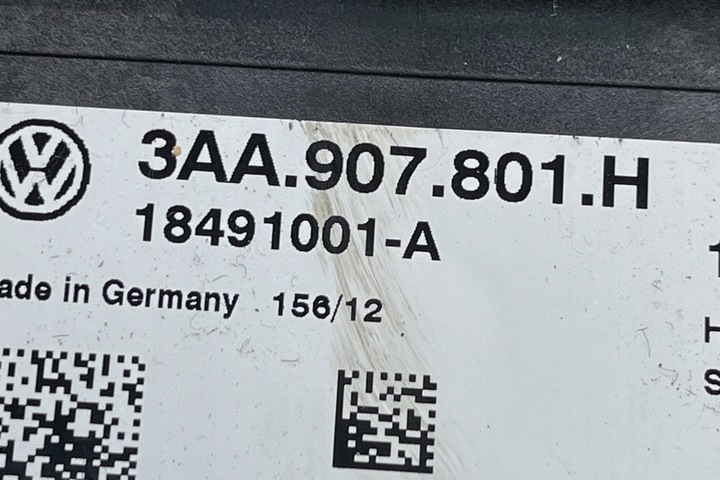 3AA.907.801.H
18491001-A
ade in Germany 156/12